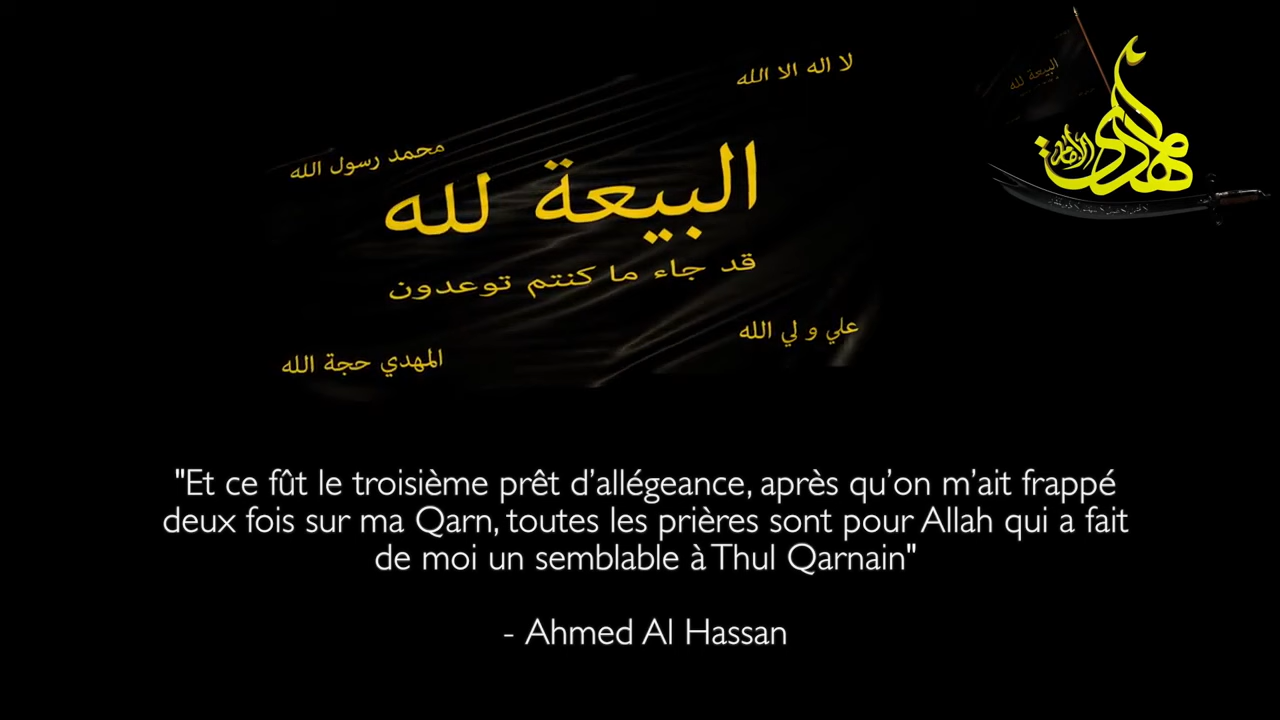 لا اله الا الله
محمد رسول الله
البيعة لله
قد جاء ما كنتم توعدون
علي و لي الله
المهدي حجة الله
البيعة لله
الإمام المهدي
"Et ce fût le troisième prêt d’allégeance, après qu’on m’ait frappé
deux fois sur ma Qarn, toutes les prières sont pour Allah qui a fait
de moi un semblable à Thul Qarnain"
- Ahmed Al Hassan